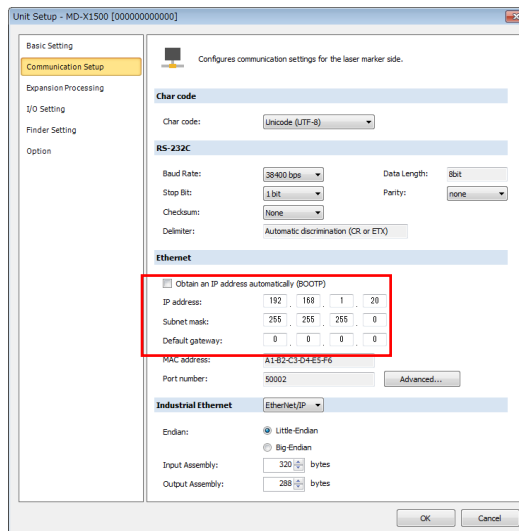 Unit Setup - MD-X1500 [000000000000]
Basic Setting
Communication Setup
Expansion Processing
I/O Setting
Finder Setting
Option
Configures communication settings for the laser marker side.
Char code
Char code: Unicode (UTF-8)
RS-232C
Baud Rate: 38400 bps Data Length: 8bit
Stop Bit: 1 bit Parity: none
Checksum: None
Delimiter: Automatic discrimination (CR or ETX)
Ethernet
Obtain an IP address automatically (BOOTP)
IP address: 192 . 168 . 1 . 20
Subnet mask: 255 . 255 . 255 . 0
Default gateway: 0 . 0 . 0 . 0
MAC address: A1-B2-C3-D4-E5-F6
Port number: 50002 Advanced...
Industrial Ethernet EtherNet/IP
Endian: Little-Endian
Big-Endian
Input Assembly: 320 bytes
Output Assembly: 288 bytes
OK Cancel